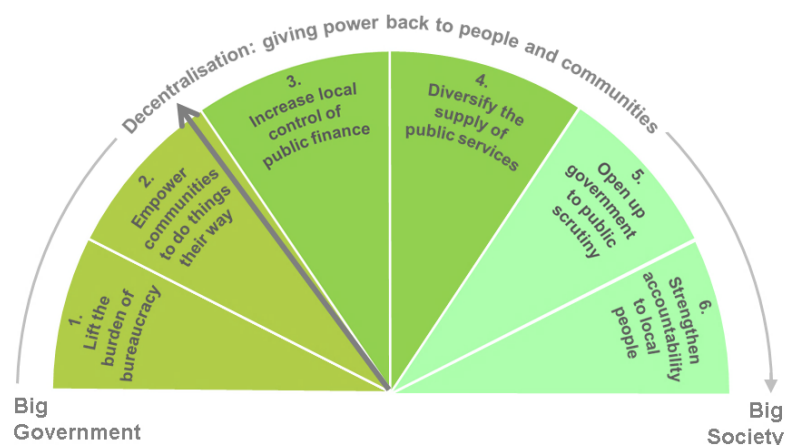 Decentralisation: giving power back to people and communities
1.
Lift the
burden of
bureaucracy
2.
Empower
communities
to do things
their way
3.
Increase local
control of
public finance
4.
Diversify the
supply of
public services
5.
Open up
government
to public
scrutiny
6.
Strengthen
accountability
to local
people
Big
Government
Big
Society